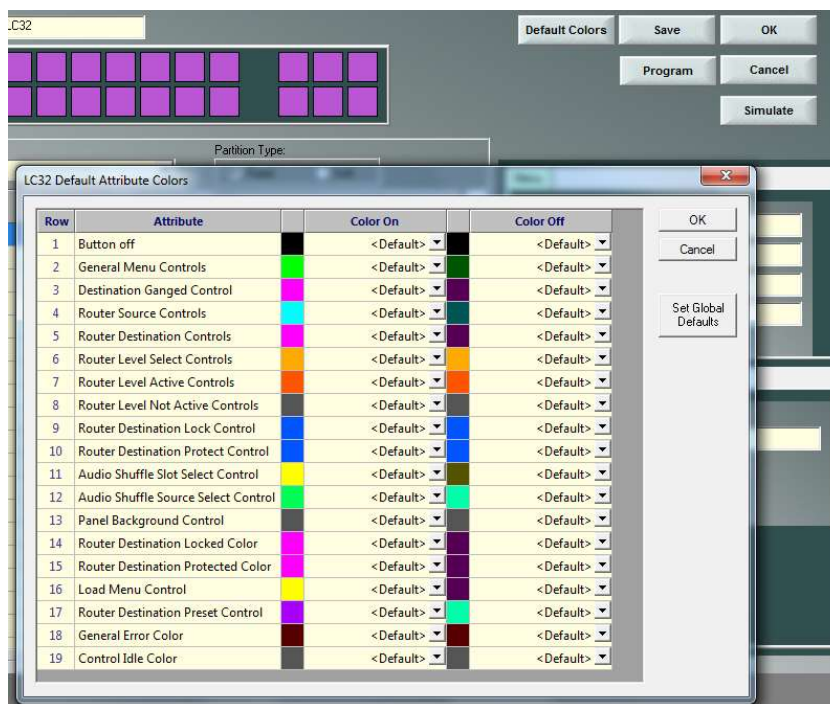 LC32
Default Colors Save OK
Program Cancel
Simulate
Partition Type:
LC32 Default Attribute Colors
Row Attribute Color On Color Off
1 Button off <Default> <Default>
2 General Menu Controls <Default> <Default>
3 Destination Ganged Control <Default> <Default>
4 Router Source Controls <Default> <Default>
5 Router Destination Controls <Default> <Default>
6 Router Level Select Controls <Default> <Default>
7 Router Level Active Controls <Default> <Default>
8 Router Level Not Active Controls <Default> <Default>
9 Router Destination Lock Control <Default> <Default>
10 Router Destination Protect Control <Default> <Default>
11 Audio Shuffle Slot Select Control <Default> <Default>
12 Audio Shuffle Source Select Control <Default> <Default>
13 Panel Background Control <Default> <Default>
14 Router Destination Locked Color <Default> <Default>
15 Router Destination Protected Color <Default> <Default>
16 Load Menu Control <Default> <Default>
17 Router Destination Preset Control <Default> <Default>
18 General Error Color <Default> <Default>
19 Control Idle Color <Default> <Default>
OK
Cancel
Set Global
Defaults